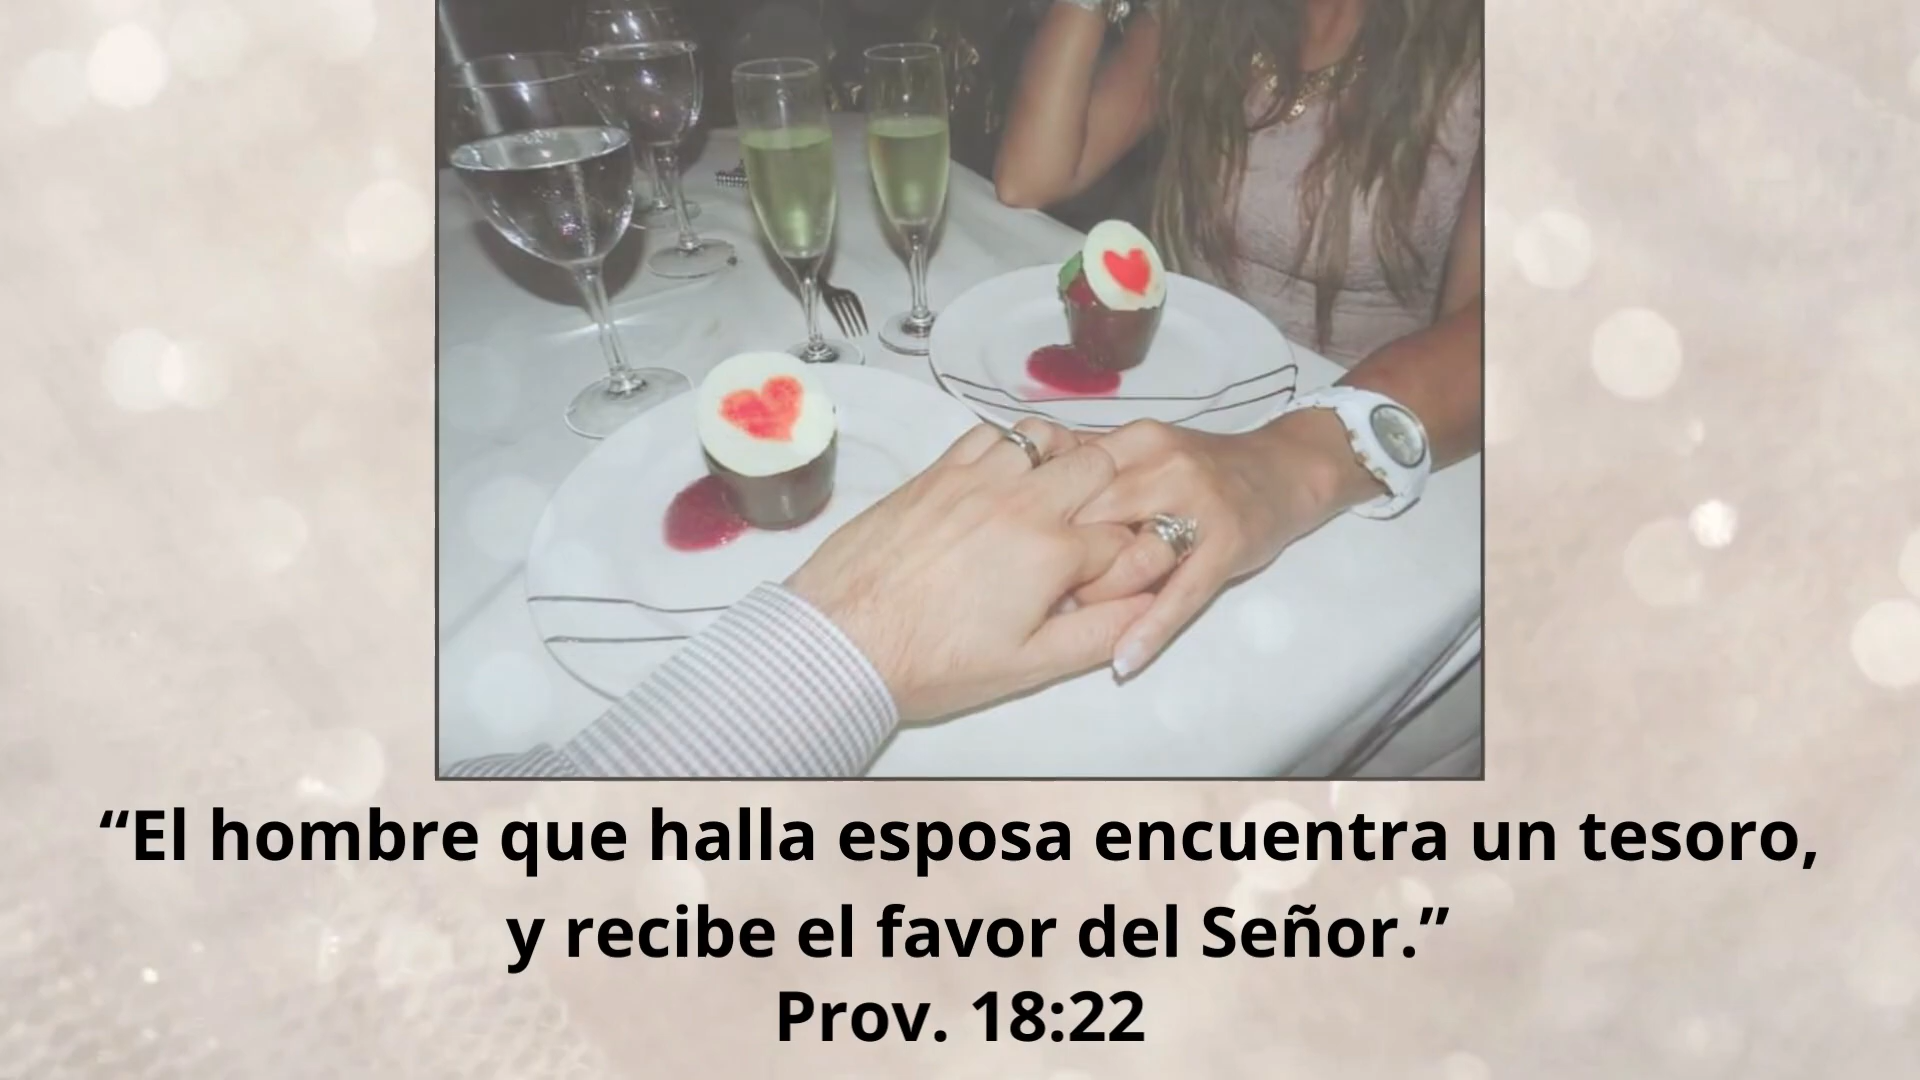 “El hombre que halla esposa encuentra un tesoro,
y recibe el favor del Señor.”
Prov. 18:22